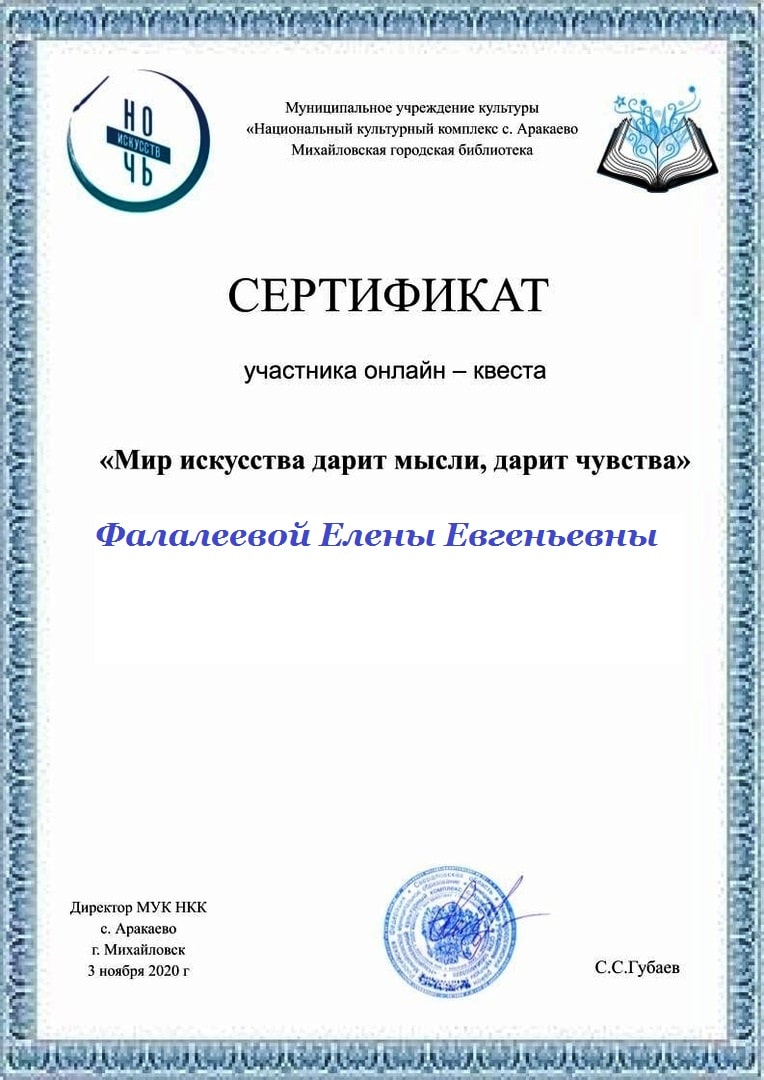 НО
ИСКУССТВ
ЧЬ
Муниципальное учреждение культуры
«Национальный культурный комплекс с. Аракаево
Михайловская городская библиотека
СЕРТИФИКАТ
участника онлайн – квеста
«Мир искусства дарит мысли, дарит чувства»
Фалалеевой Елены Евгеньевны
Директор МУК НКК
с. Аракаево
г. Михайловск
3 ноября 2020 г
С.С.Губаев